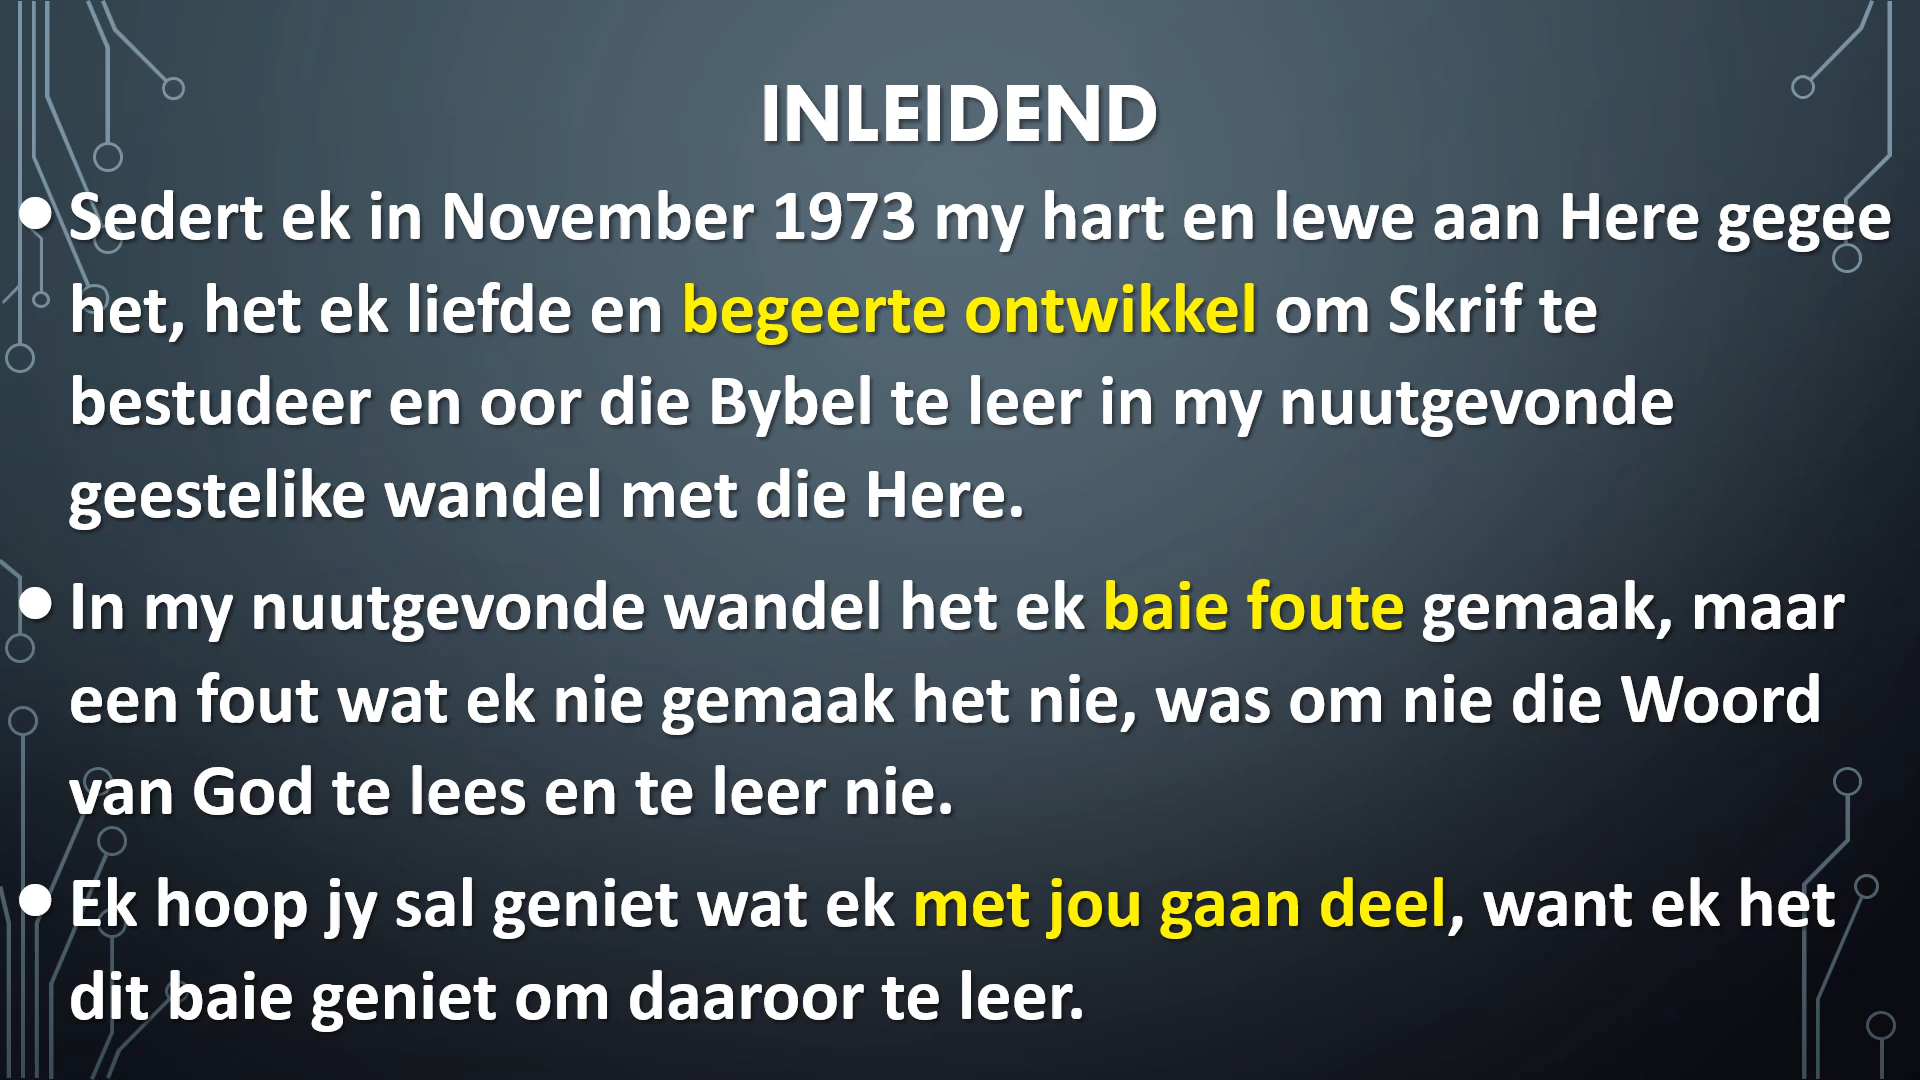 INLEIDEND
• Sedert ek in November 1973 my hart en lewe aan Here gegee
het, het ek liefde en begeerte ontwikkel om Skrif te
bestudeer en oor die Bybel te leer in my nuutgevonde
geestelike wandel met die Here.
• In my nuutgevonde wandel het ek baie foute gemaak, maar
een fout wat ek nie gemaak het nie, was om nie die Woord
van God te lees en te leer nie.
• Ek hoop jy sal geniet wat ek met jou gaan deel, want ek het
dit baie geniet om daaroor te leer.